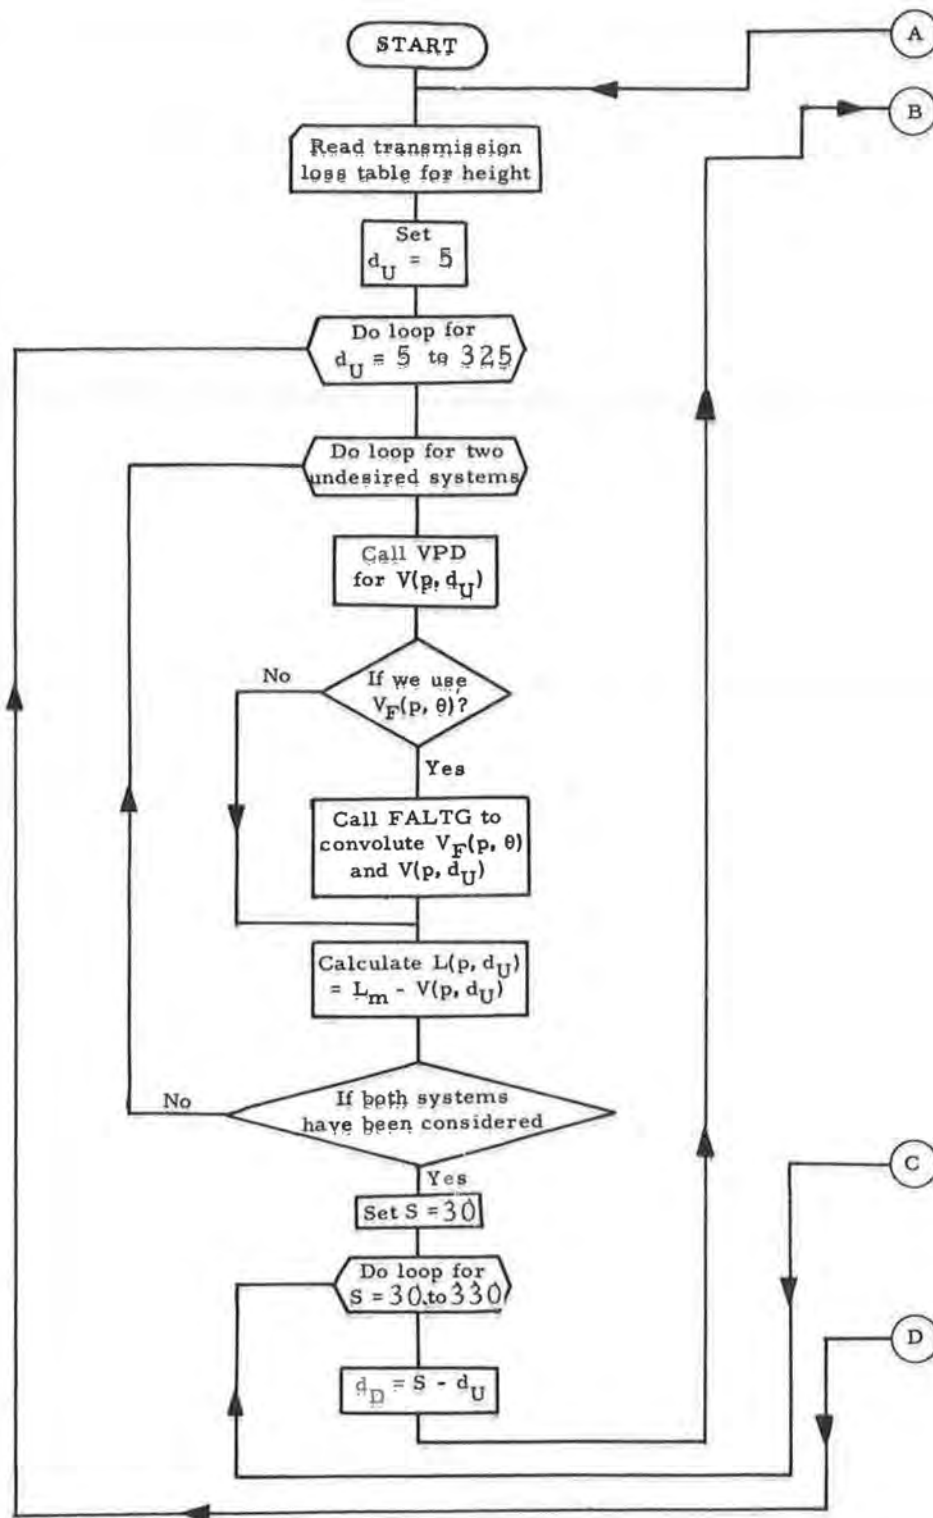 START
A
B
Read transmission
loss table for height
Set
d_U = 5
Do loop for
d_U = 5 to 325
Do loop for two
undesired systems
Call VPD
for V(p, d_U)
No
If we use
V_F(p, θ)?
Yes
Call FALTG to
convolute V_F(p, θ)
and V(p, d_U)
Calculate L(p, d_U)
= L_m - V(p, d_U)
No
If both systems
have been considered
Yes
C
Set S = 30
Do loop for
S = 30 to 330
D
d_D = S - d_U